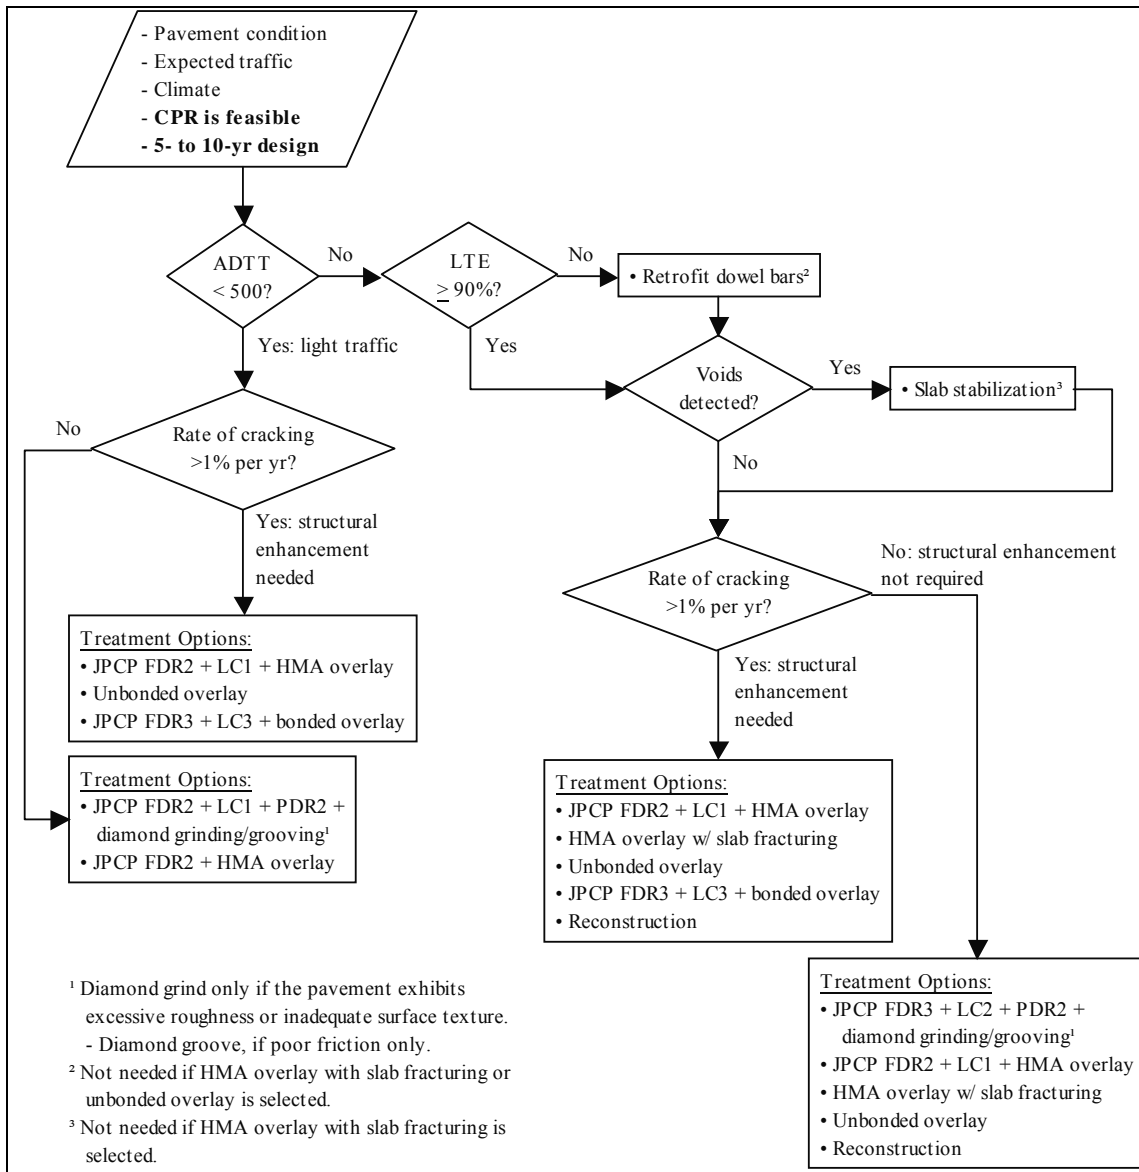 - Pavement condition
- Expected traffic
- Climate
- CPR is feasible
- 5- to 10-yr design
ADTT
< 500?
No
LTE
≥ 90%?
No
• Retrofit dowel bars²
Yes: light traffic
Yes
Voids
detected?
Yes
• Slab stabilization³
No
Rate of cracking
>1% per yr?
No
Yes: structural
enhancement
needed
Rate of cracking
>1% per yr?
No: structural enhancement
not required
Treatment Options:
• JPCP FDR2 + LC1 + HMA overlay
• Unbonded overlay
• JPCP FDR3 + LC3 + bonded overlay
Yes: structural
enhancement
needed
Treatment Options:
• JPCP FDR2 + LC1 + PDR2 +
diamond grinding/grooving¹
• JPCP FDR2 + HMA overlay
Treatment Options:
• JPCP FDR2 + LC1 + HMA overlay
• HMA overlay w/ slab fracturing
• Unbonded overlay
• JPCP FDR3 + LC3 + bonded overlay
• Reconstruction
Treatment Options:
• JPCP FDR3 + LC2 + PDR2 +
diamond grinding/grooving¹
• JPCP FDR2 + LC1 + HMA overlay
• HMA overlay w/ slab fracturing
• Unbonded overlay
• Reconstruction
¹ Diamond grind only if the pavement exhibits
excessive roughness or inadequate surface texture.
- Diamond groove, if poor friction only.
² Not needed if HMA overlay with slab fracturing or
unbonded overlay is selected.
³ Not needed if HMA overlay with slab fracturing is
selected.